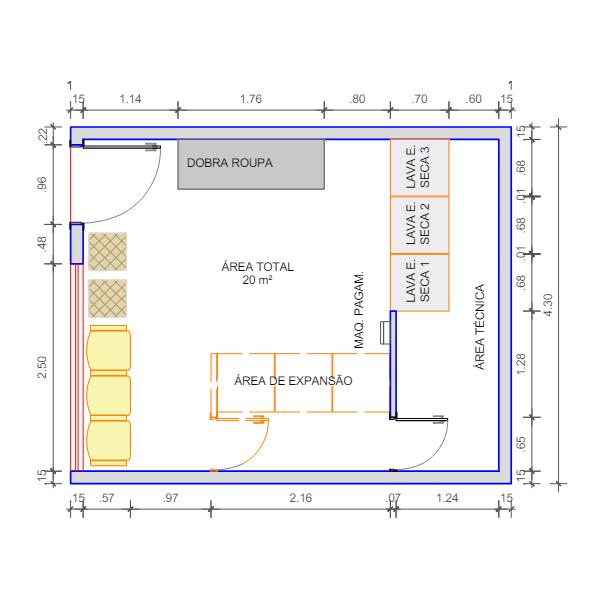 1
1
15
1.14
1.76
.80
.70
.60
15
.22
.96
.48
2.50
15
15
.68
.01
.68
.01
.68
1.28
.65
15
4.30
DOBRA ROUPA
LAVA E.
SECA 3
LAVA E.
SECA 2
LAVA E.
SECA 1
ÁREA TOTAL
20 m²
MAQ. PAGAM.
ÁREA TÉCNICA
ÁREA DE EXPANSÃO
.15
.57
.97
2.16
.07
1.24
15